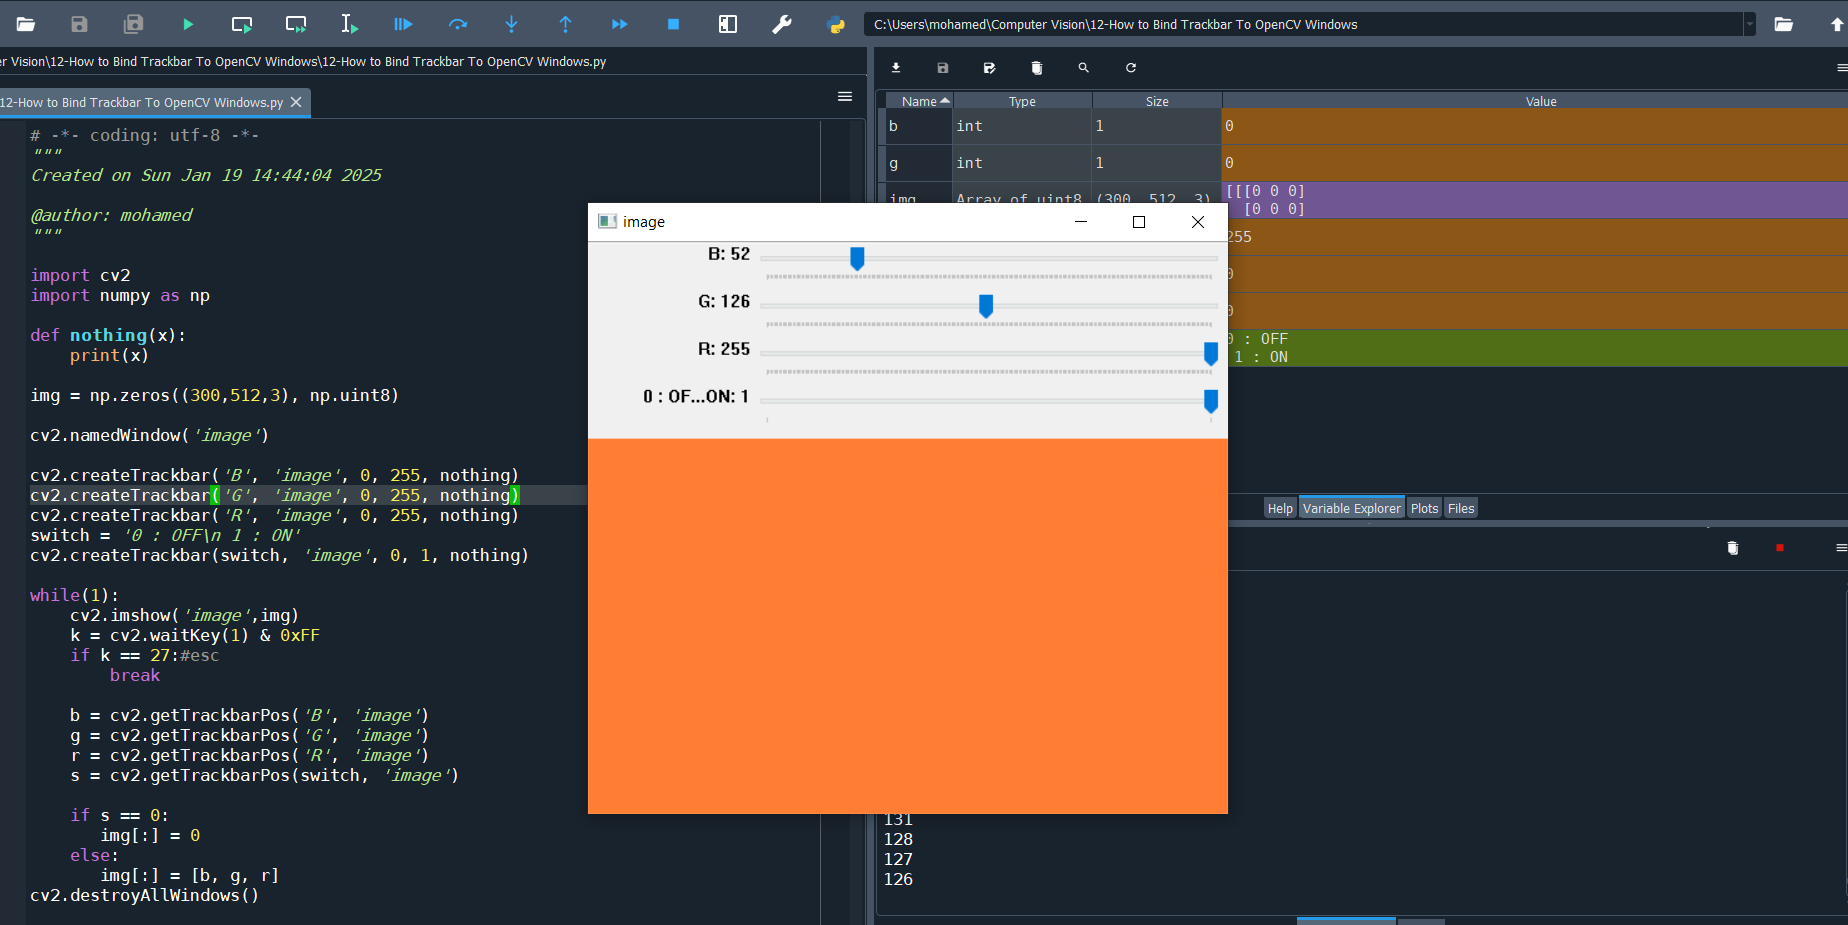 C:\Users\mohamed\Computer Vision\12-How to Bind Trackbar To OpenCV Windows
er Vision\12-How to Bind Trackbar To OpenCV Windows\12-How to Bind Trackbar To OpenCV Windows.py
12-How to Bind Trackbar To OpenCV Windows.py
# -*- coding: utf-8 -*-
"""
Created on Sun Jan 19 14:44:04 2025
@author: mohamed
"""
import cv2
import numpy as np
def nothing(x):
    print(x)
img = np.zeros((300,512,3), np.uint8)
cv2.namedWindow('image')
cv2.createTrackbar('B', 'image', 0, 255, nothing)
cv2.createTrackbar('G', 'image', 0, 255, nothing)
cv2.createTrackbar('R', 'image', 0, 255, nothing)
switch = '0 : OFF\n 1 : ON'
cv2.createTrackbar(switch, 'image', 0, 1, nothing)
while(1):
    cv2.imshow('image',img)
    k = cv2.waitKey(1) & 0xFF
    if k == 27:#esc
        break
    b = cv2.getTrackbarPos('B', 'image')
    g = cv2.getTrackbarPos('G', 'image')
    r = cv2.getTrackbarPos('R', 'image')
    s = cv2.getTrackbarPos(switch, 'image')
    if s == 0:
       img[:] = 0
    else:
       img[:] = [b, g, r]
cv2.destroyAllWindows()
image
B: 52
G: 126
R: 255
0 : OF...ON: 1
Name Type Size Value
b int 1 0
g int 1 0
img Array of uint8 (300, 512, 3) [[[0 0 0]
[0 0 0]
255
0
0
0 : OFF
1 : ON
Help Variable Explorer Plots Files
131
128
127
126